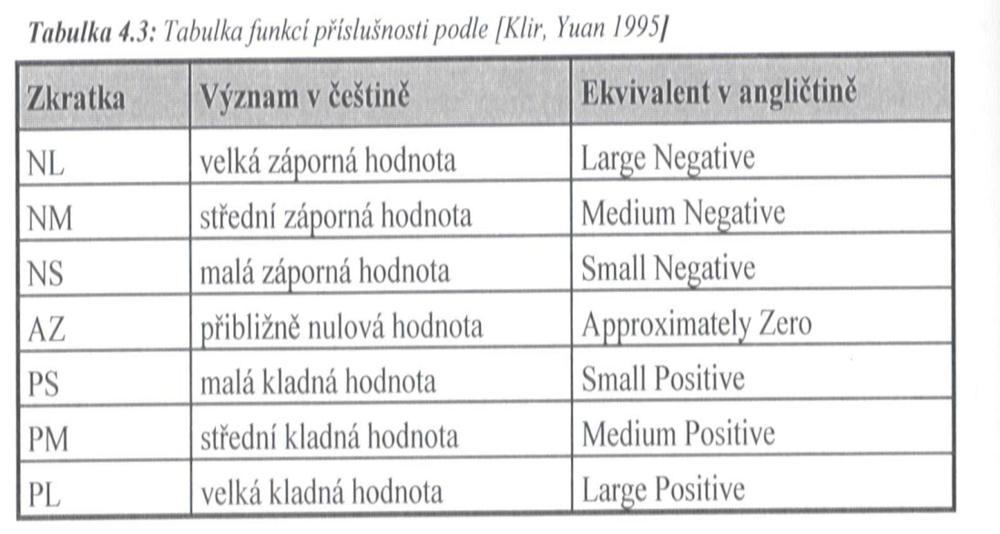 Tabulka 4.3: Tabulka funkcí příslušnosti podle [Klir, Yuan 1995]
Zkratka Význam v češtině Ekvivalent v angličtině
NL velká záporná hodnota Large Negative
NM střední záporná hodnota Medium Negative
NS malá záporná hodnota Small Negative
AZ přibližně nulová hodnota Approximately Zero
PS malá kladná hodnota Small Positive
PM střední kladná hodnota Medium Positive
PL velká kladná hodnota Large Positive